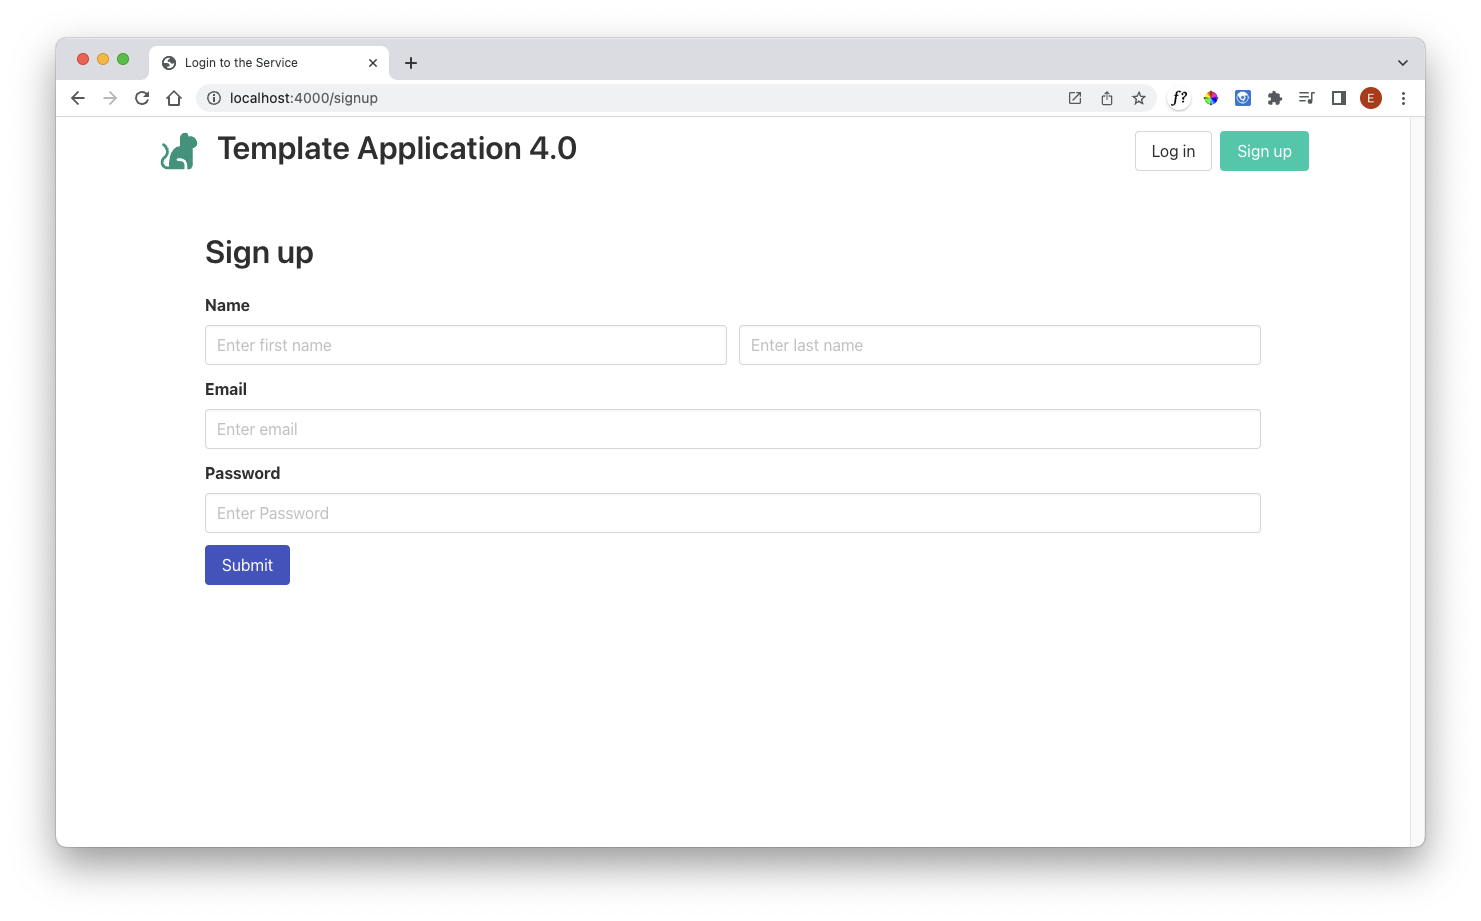 Login to the Service
localhost:4000/signup
f?
E
Template Application 4.0
Log in
Sign up
Sign up
Name
Enter first name
Enter last name
Email
Enter email
Password
Enter Password
Submit